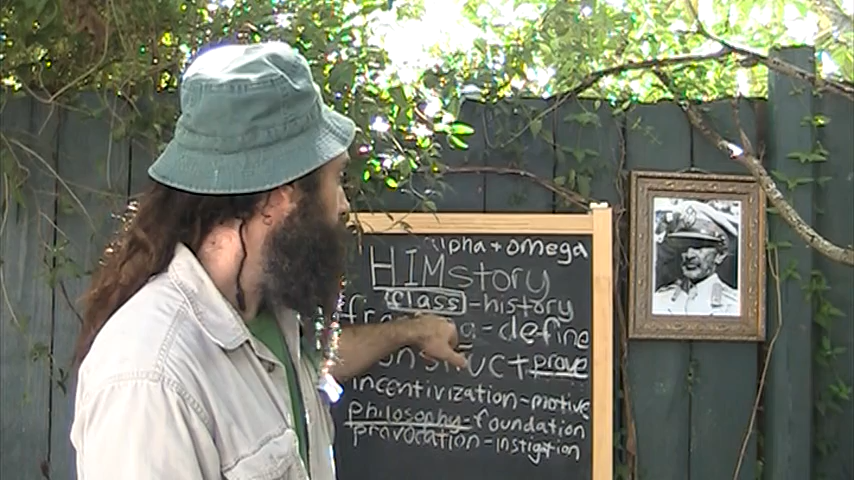 alpha + omega
HIMstory
class - history
- define
prove
incentivization - motive
philosophy - foundation
provocation - instigation